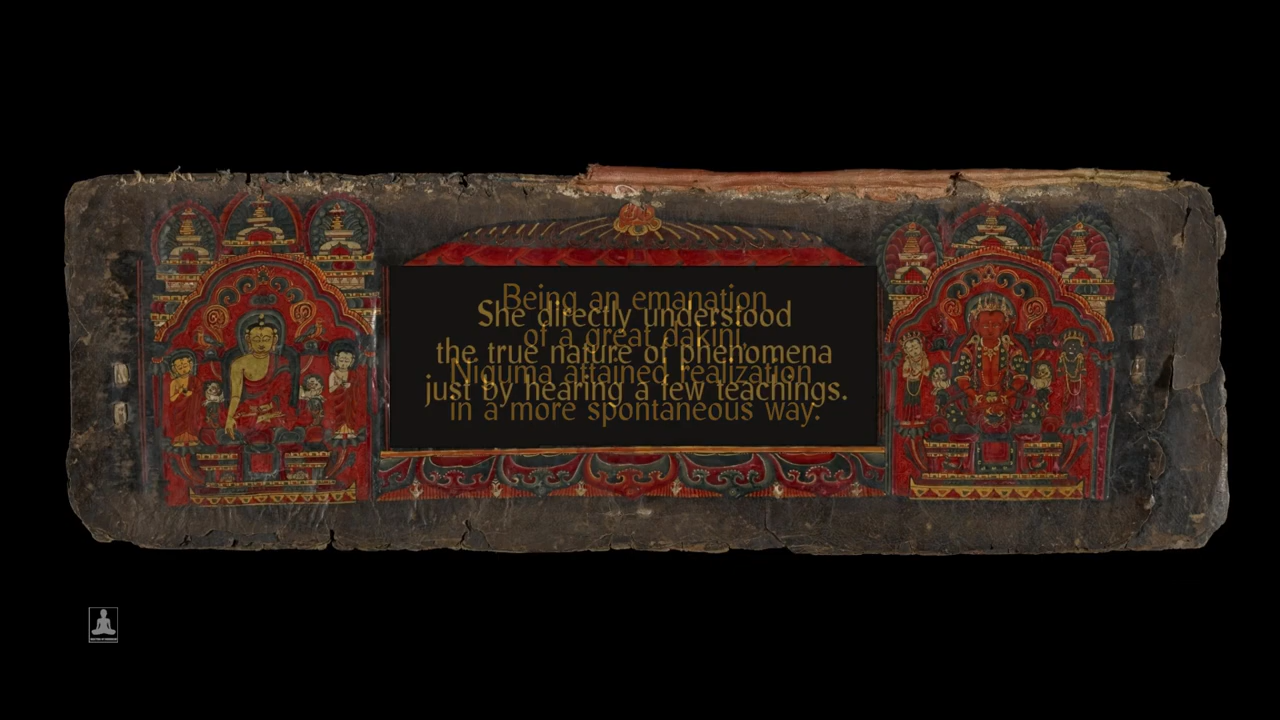 Being an emanation
of a great dakini,
Niguma attained realization
in a more spontaneous way.
She directly understood
the true nature of phenomena
just by hearing a few teachings.